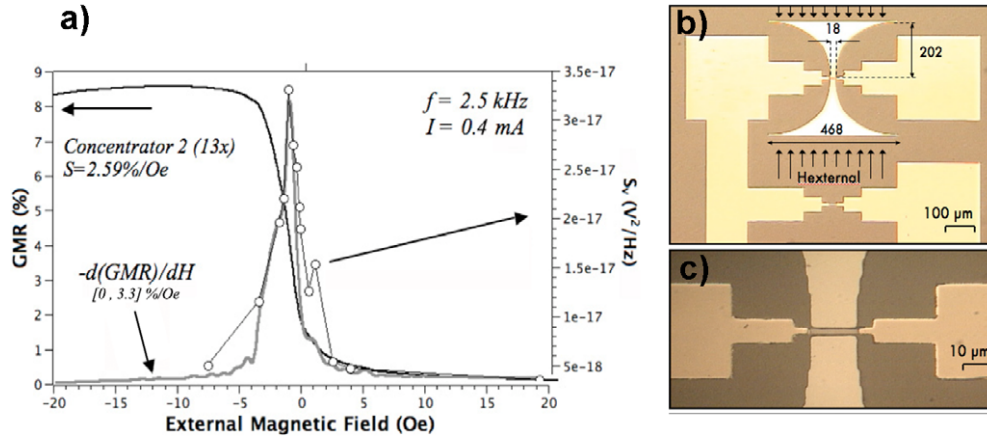 a)
GMR (%)
9
8
7
6
5
4
3
2
1
0
-20
-15
-10
-5
0
5
10
15
20
External Magnetic Field (Oe)
3.5e-17
3e-17
2.5e-17
2e-17
1.5e-17
1e-17
5e-18
Sᵥ (V²/Hz)
Concentrator 2 (13x)
S=2.59%/Oe
f = 2.5 kHz
I = 0.4 mA
-d(GMR)/dH
[0 , 3.3] %/Oe
b)
18
202
468
Hexternal
100 μm
c)
10 μm